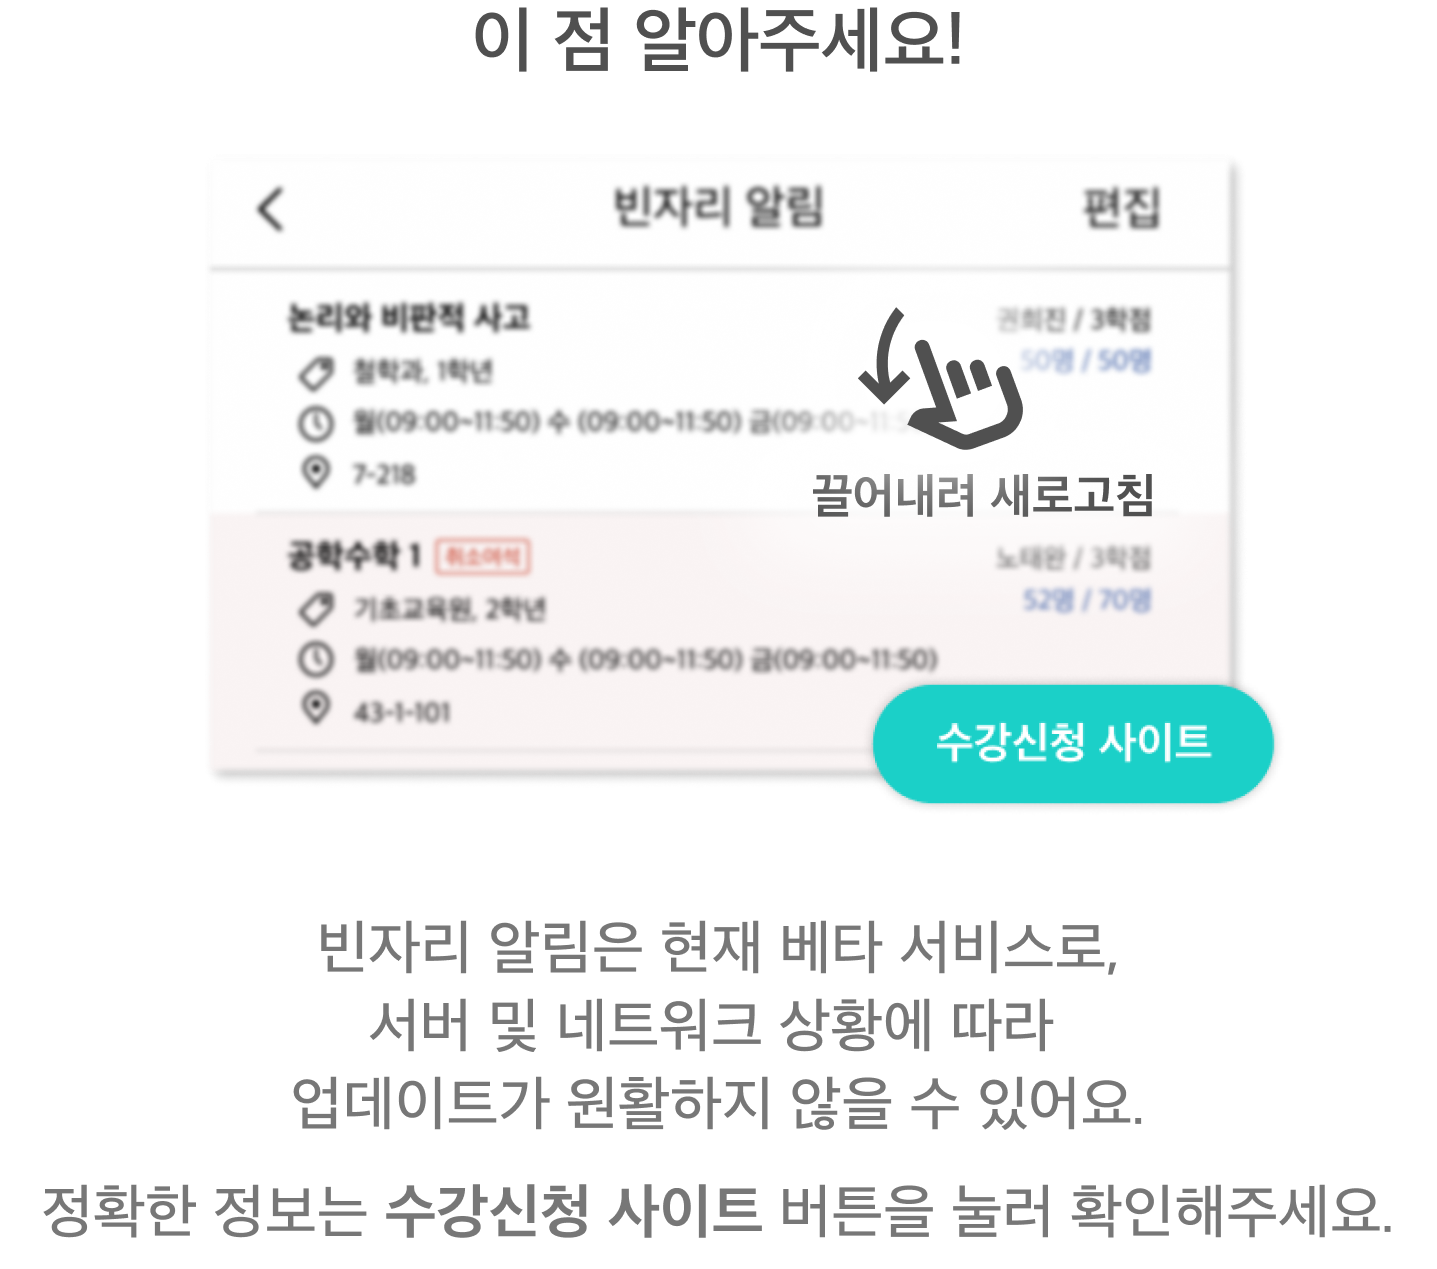 이 점 알아주세요!
빈자리 알림
편집
논리와 비판적 사고
권희진 / 3학점
50명 / 50명
철학과, 1학년
월(09:00~11:50) 수 (09:00~11:50) 금(09:00~11:5
7-218
끌어내려 새로고침
공학수학 1 취소여석
노태완 / 3학점
52명 / 70명
기초교육원, 2학년
월(09:00~11:50) 수 (09:00~11:50) 금(09:00~11:50)
43-1-101
수강신청 사이트
빈자리 알림은 현재 베타 서비스로,
서버 및 네트워크 상황에 따라
업데이트가 원활하지 않을 수 있어요.
정확한 정보는 수강신청 사이트 버튼을 눌러 확인해주세요.